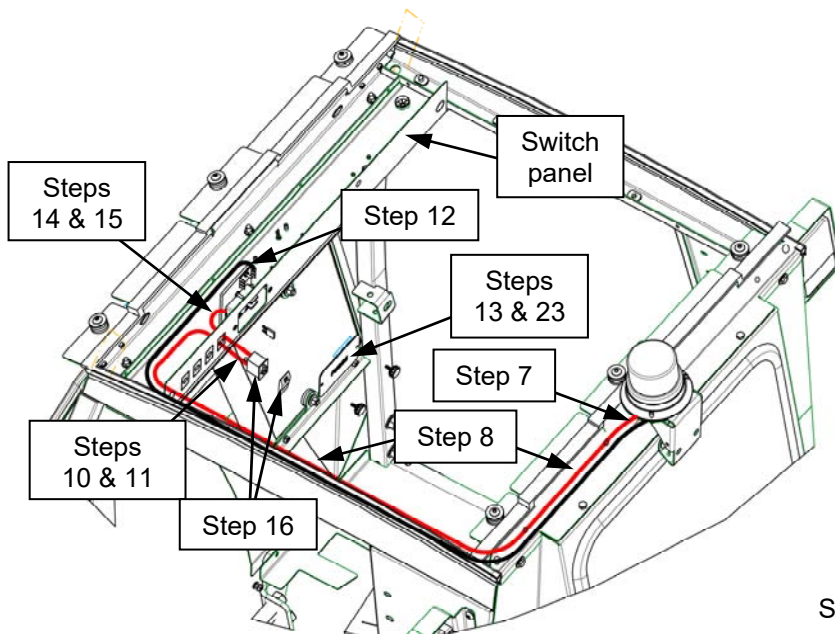 Switch
panel
Steps
14 & 15
Step 12
Steps
13 & 23
Step 7
Step 8
Steps
10 & 11
Step 16
S